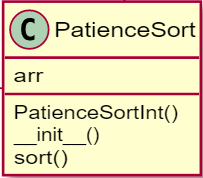 C PatienceSort
arr
PatienceSortInt()
__init__()
sort()